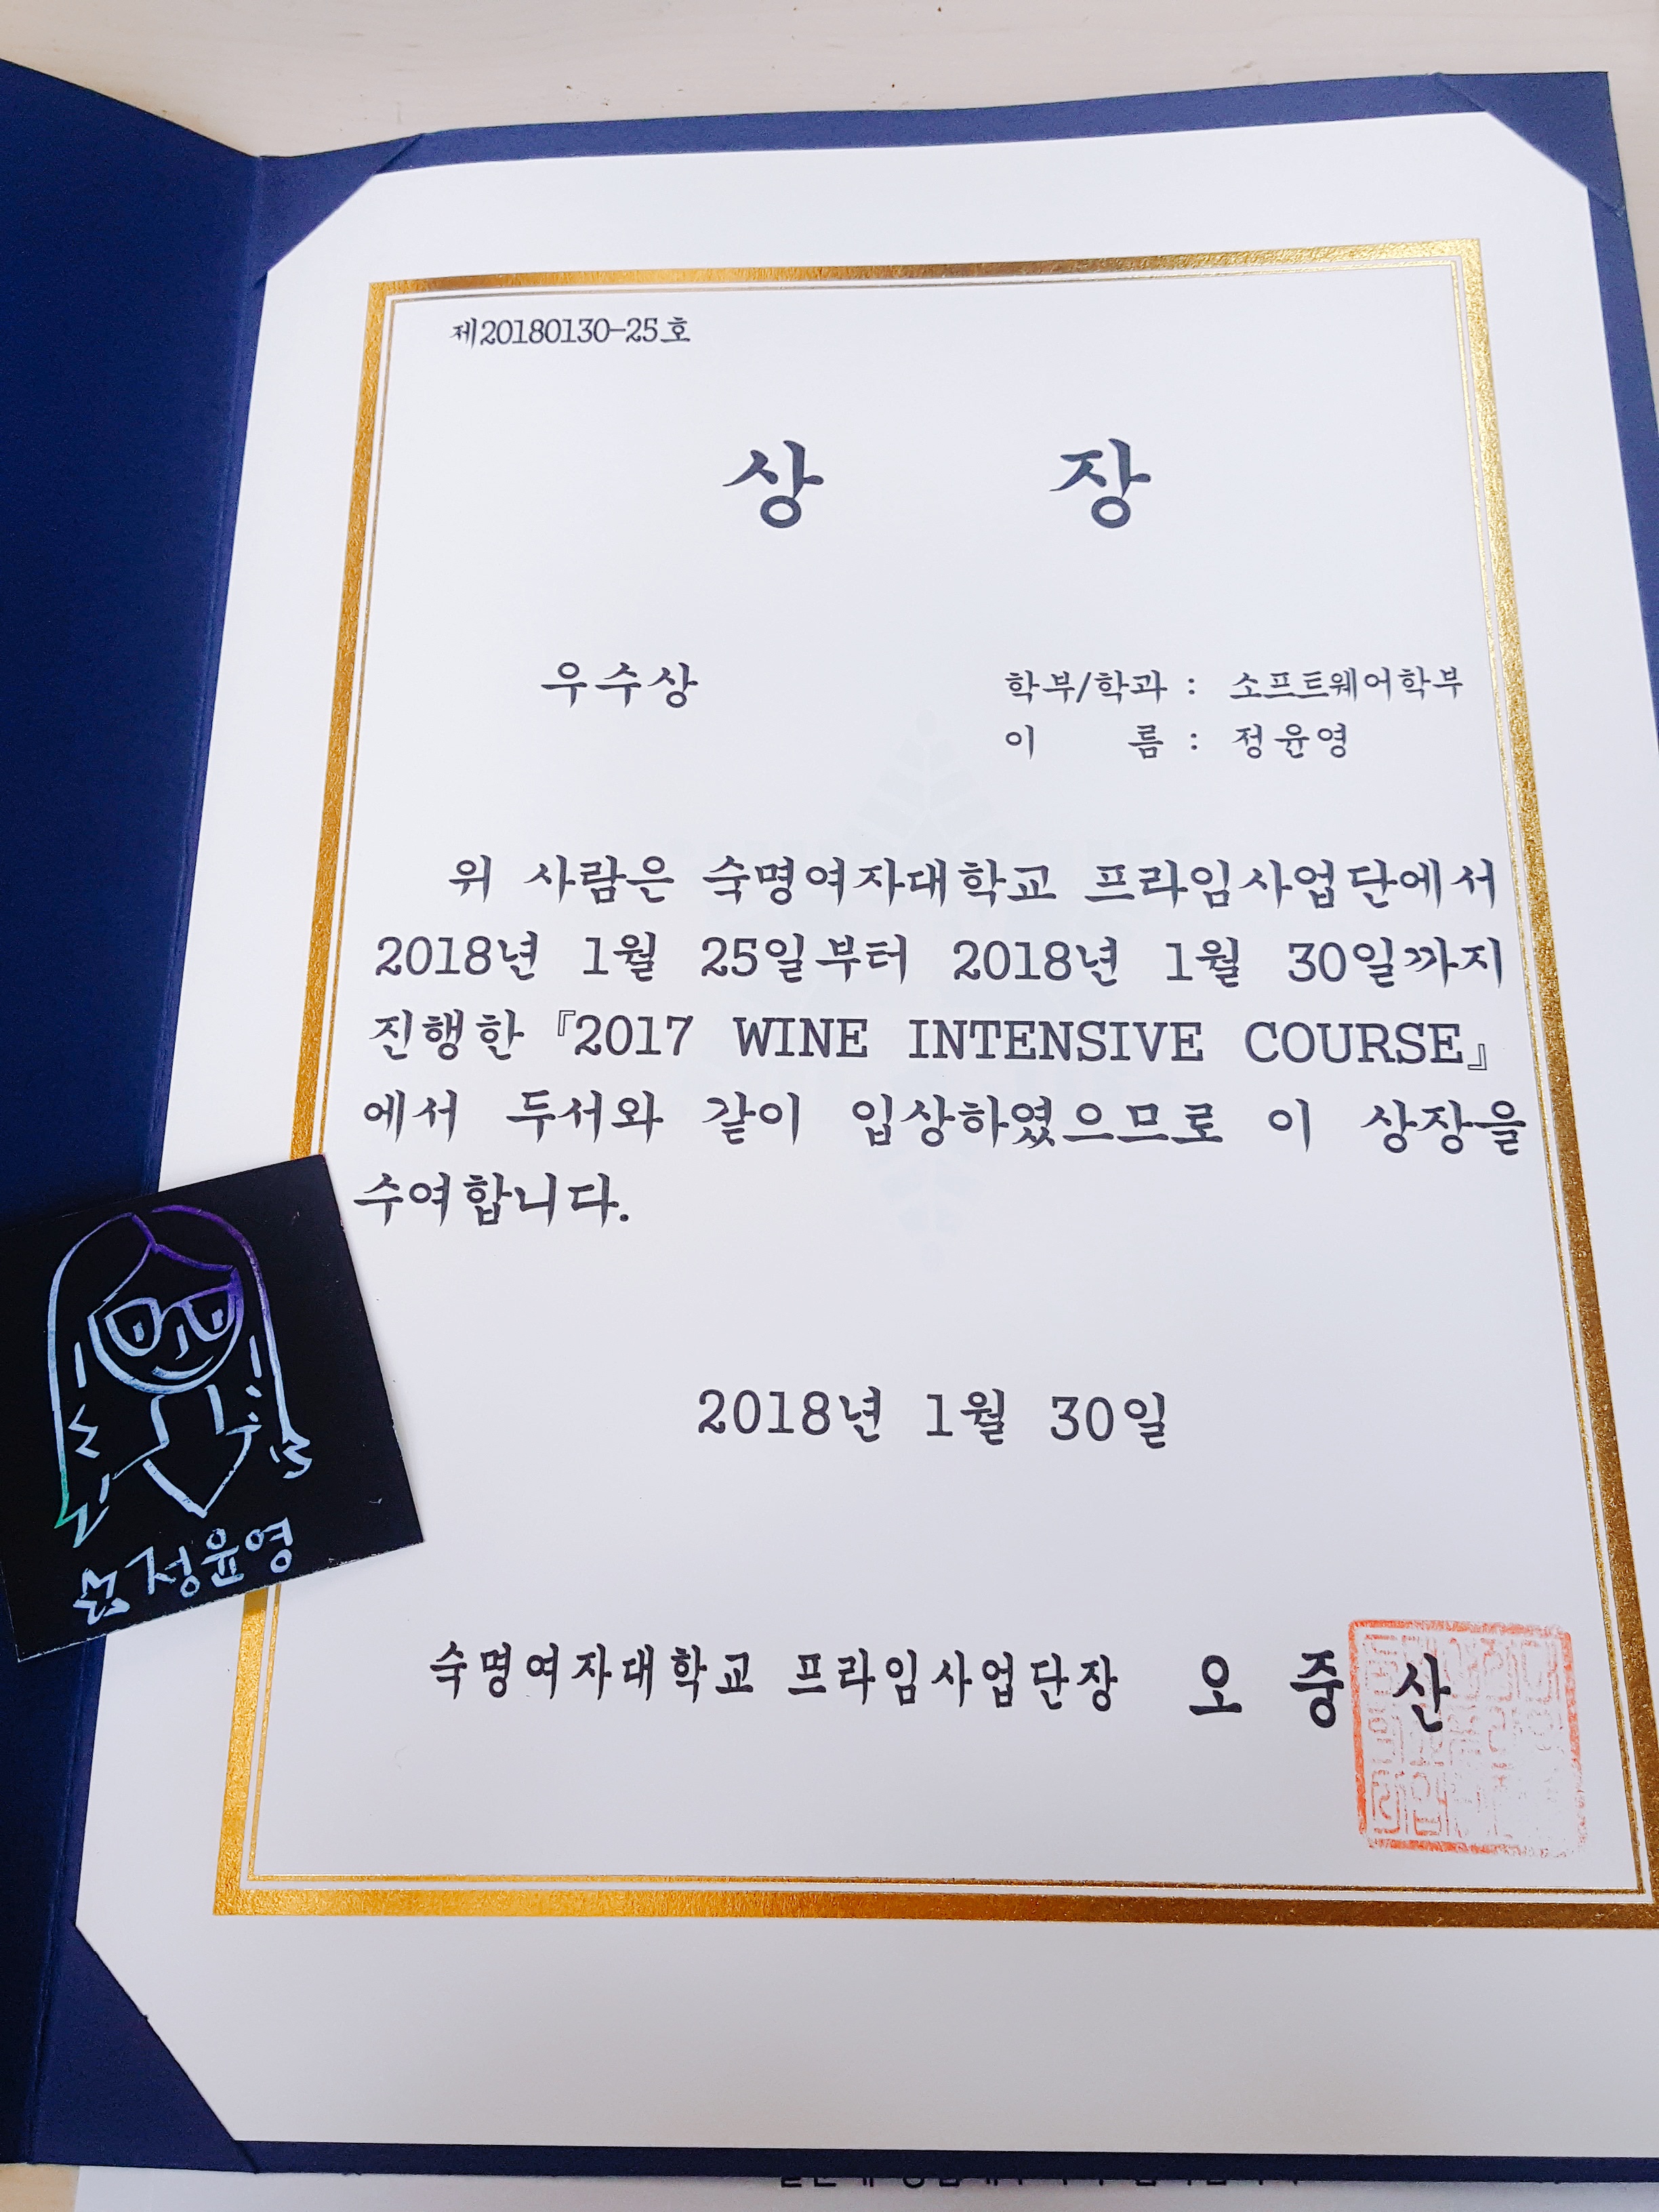 제20180130-25호
상 장
우수상
학부/학과 : 소프트웨어학부
이 름 : 정윤영
위 사람은 숙명여자대학교 프라임사업단에서
2018년 1월 25일부터 2018년 1월 30일까지
진행한『2017 WINE INTENSIVE COURSE』
에서 두서와 같이 입상하였으므로 이 상장을
수여합니다.
2018년 1월 30일
☆정윤영
숙명여자대학교 프라임사업단장 오 중 산